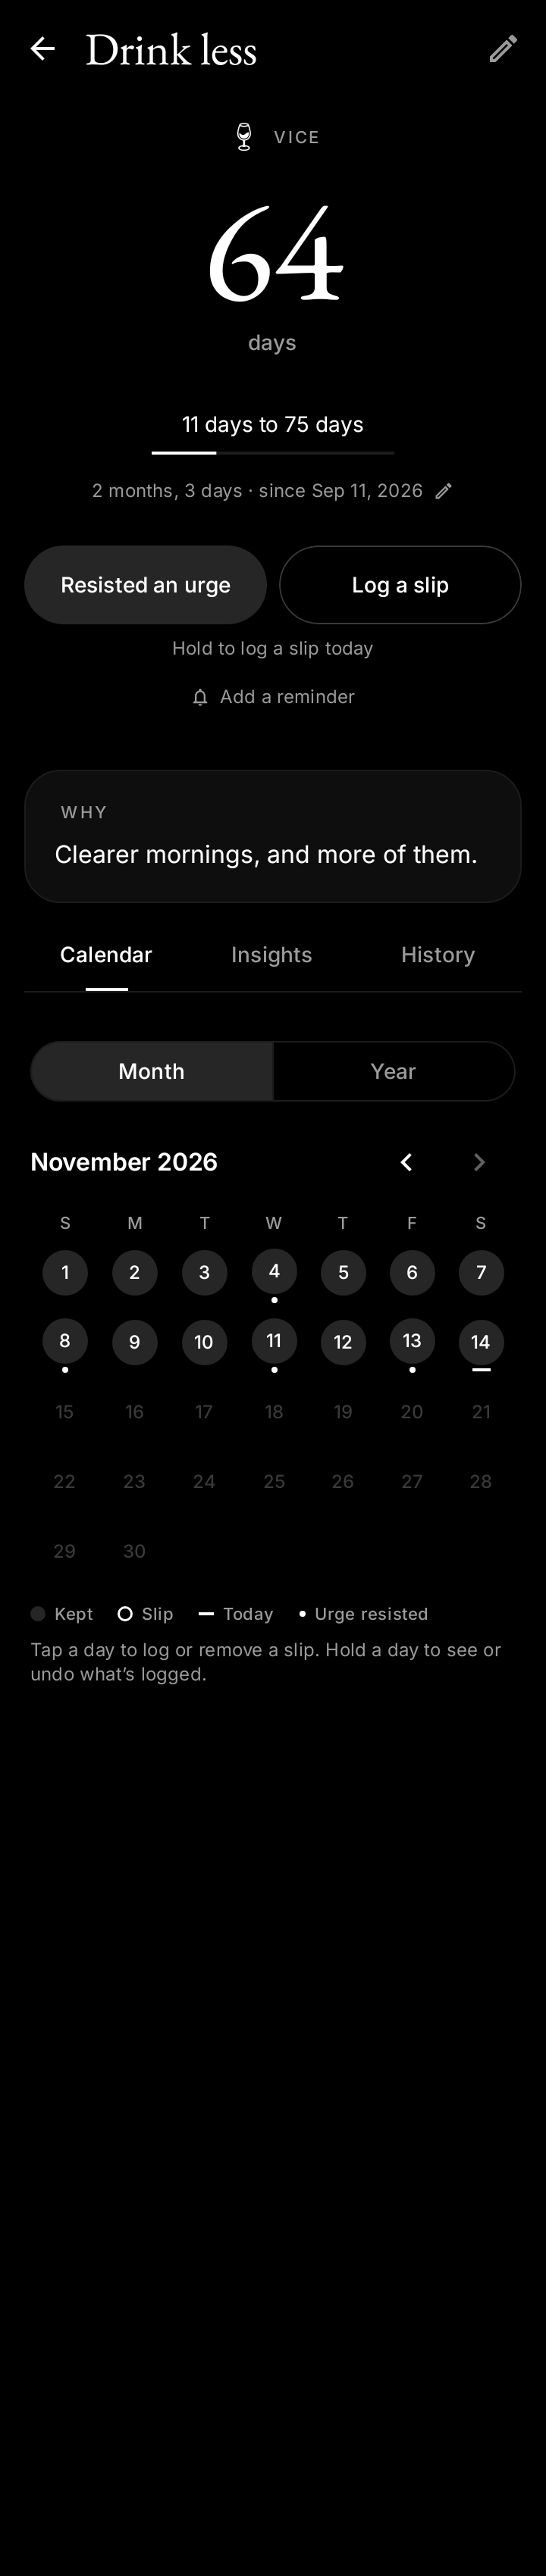 Drink less
VICE
64
days
11 days to 75 days
2 months, 3 days · since Sep 11, 2026
Resisted an urge
Log a slip
Hold to log a slip today
Add a reminder
WHY
Clearer mornings, and more of them.
Calendar Insights History
Month Year
November 2026
S M T W T F S
1 2 3 4 5 6 7
8 9 10 11 12 13 14
15 16 17 18 19 20 21
22 23 24 25 26 27 28
29 30
Kept Slip Today Urge resisted
Tap a day to log or remove a slip. Hold a day to see or
undo what’s logged.